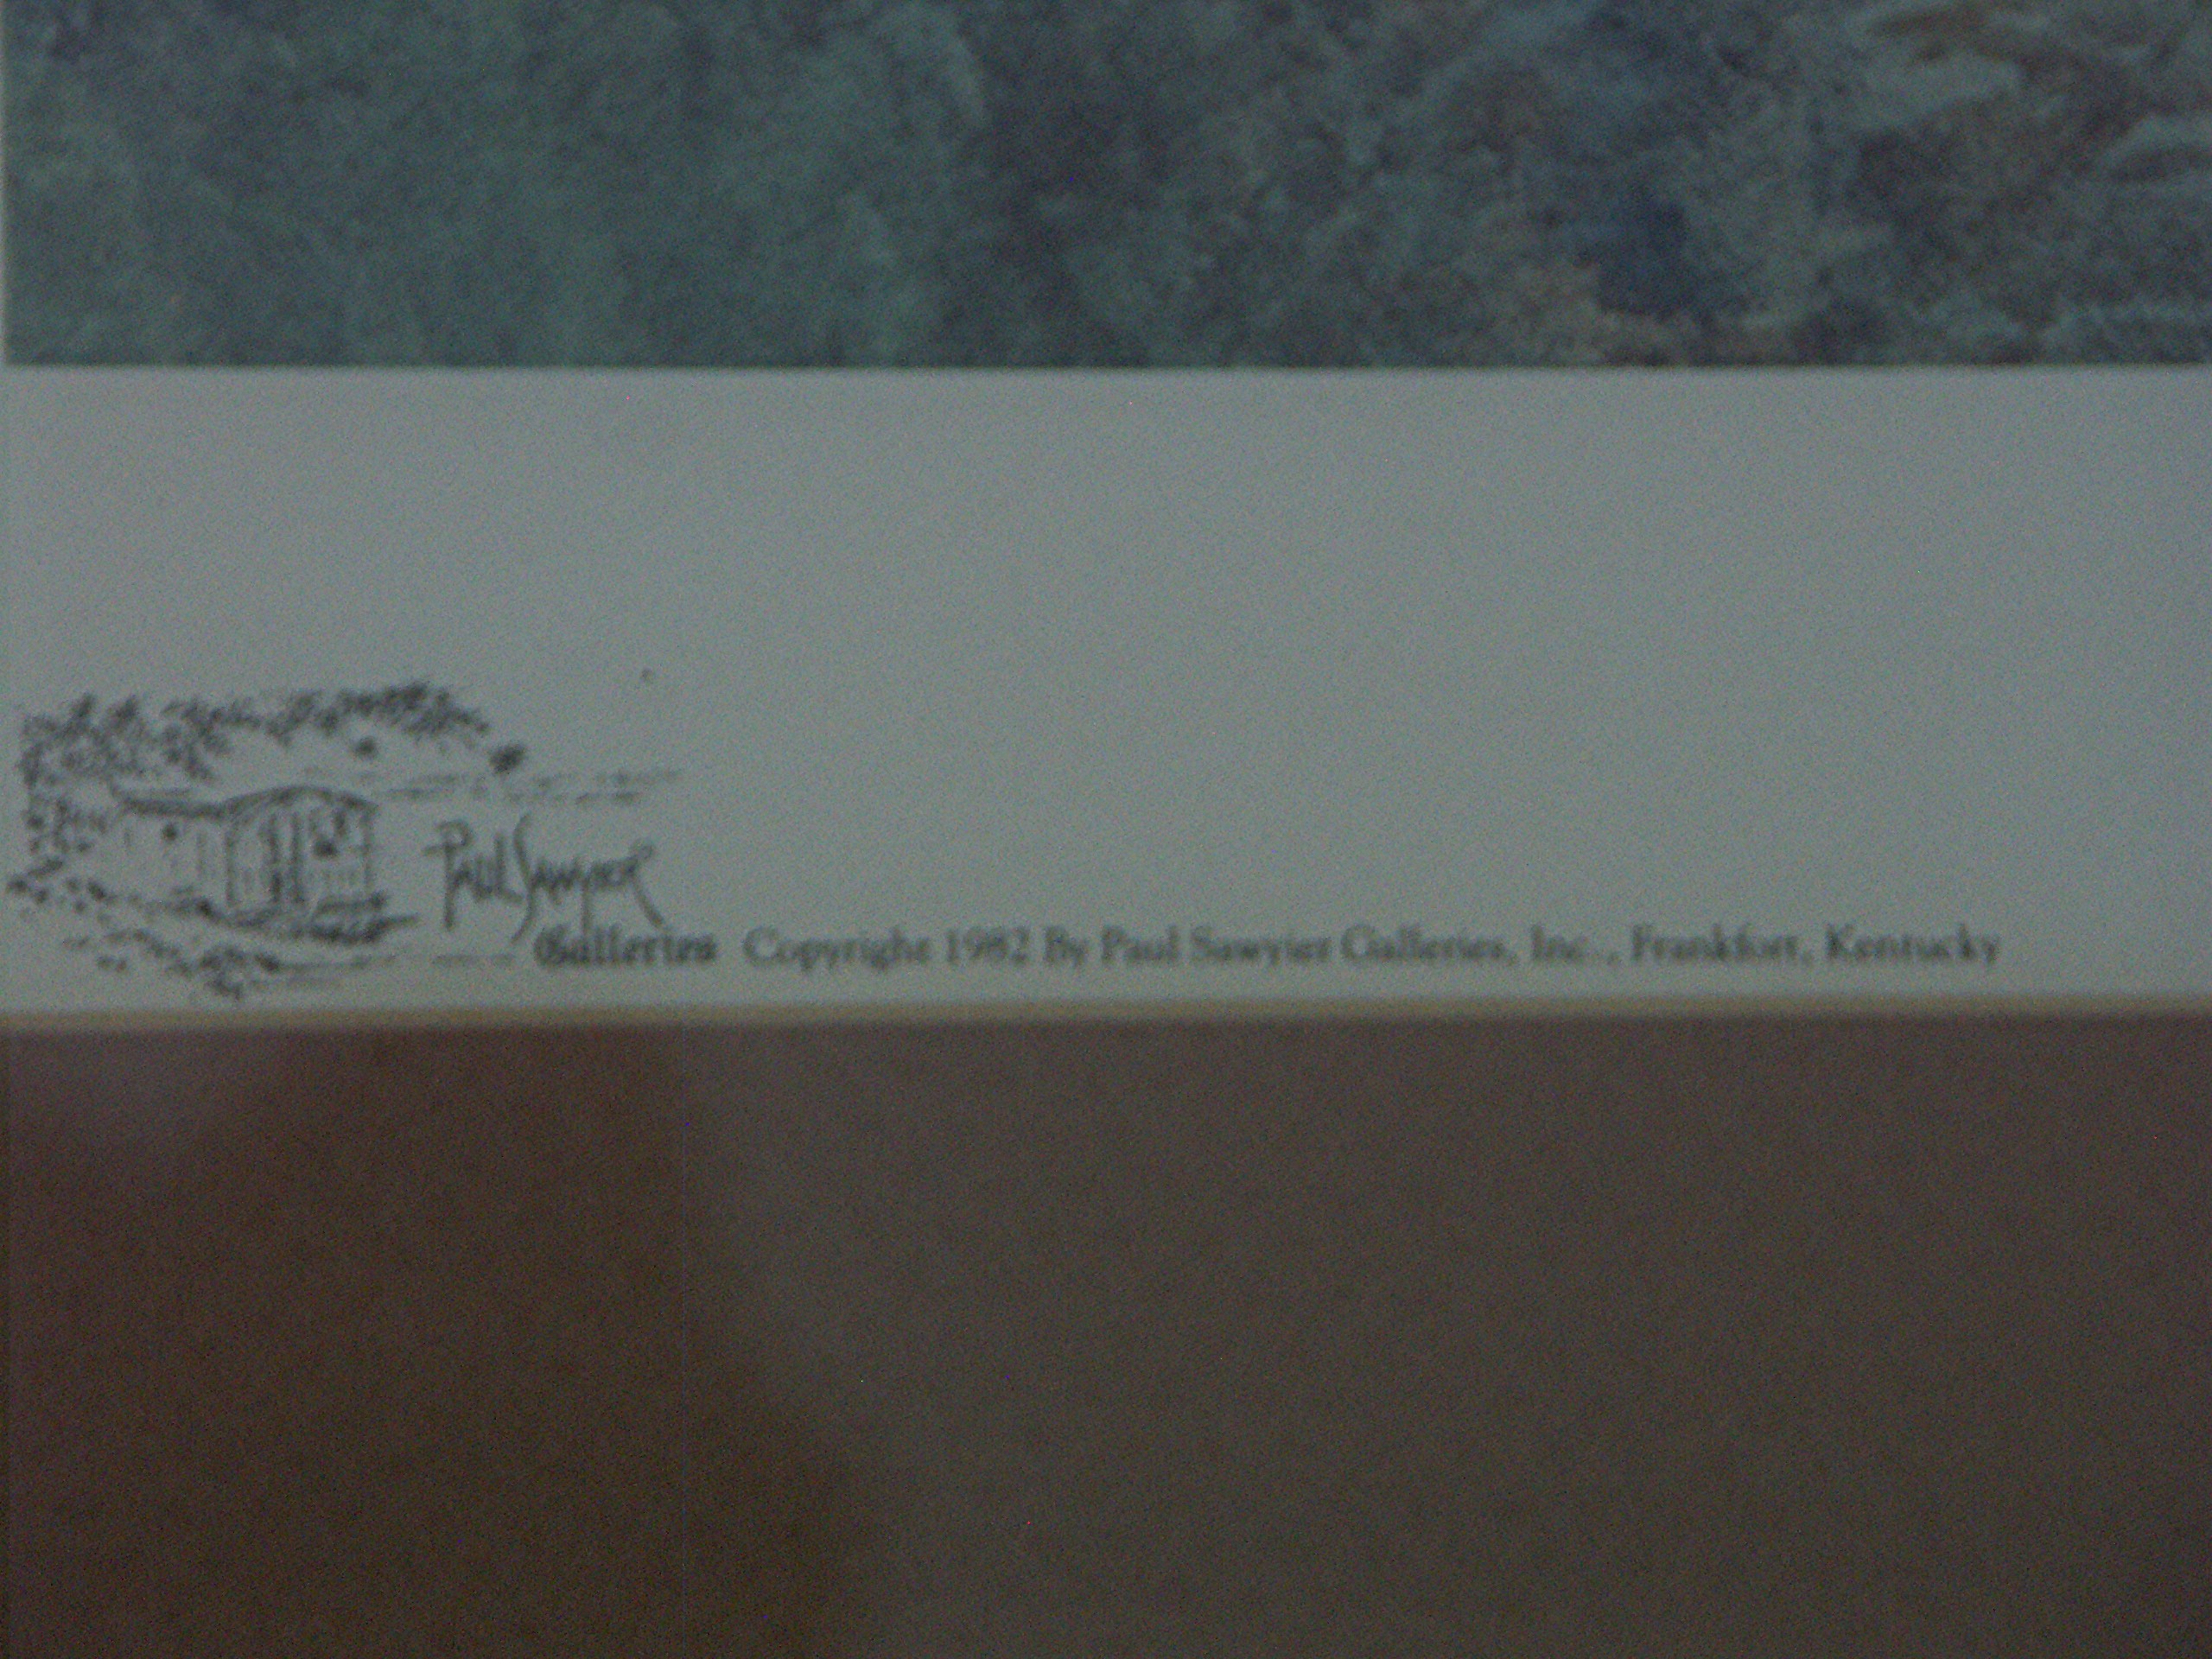 PAUL SAWYIER
Galleries Copyright 1982 By Paul Sawyier Galleries, Inc., Frankfort, Kentucky